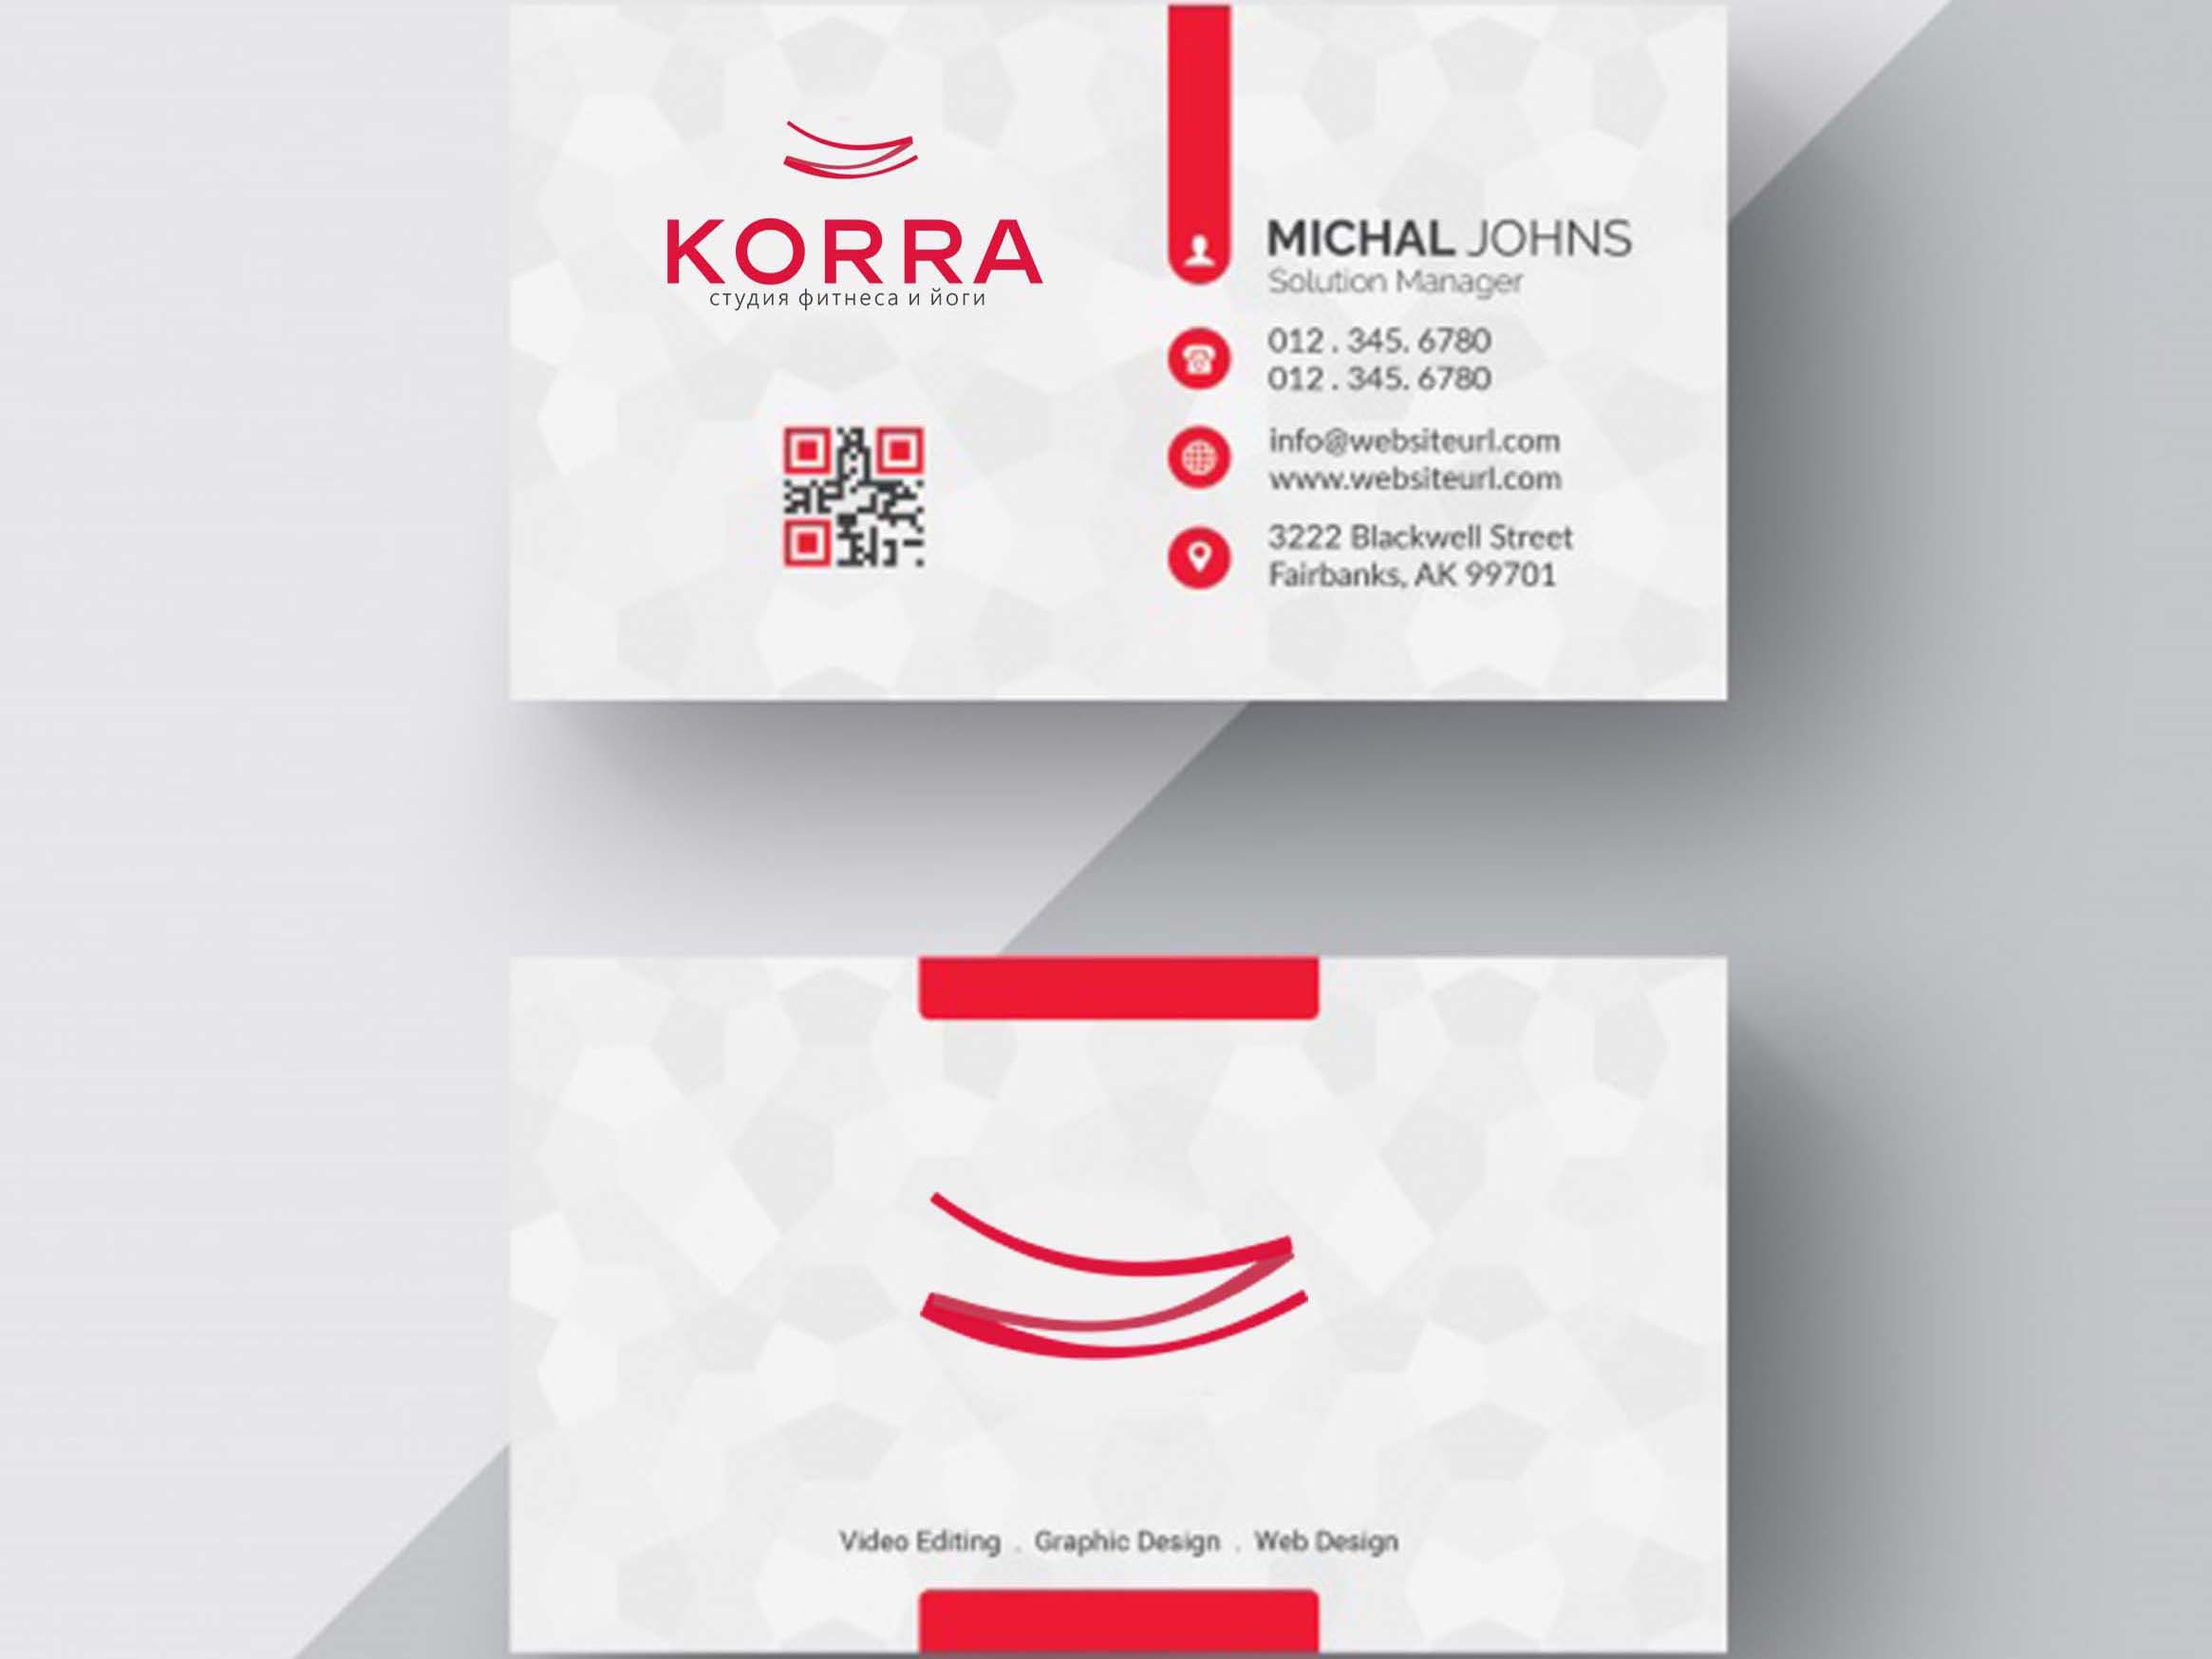 KORRA
студия фитнеса и йоги
MICHAL JOHNS
Solution Manager
012 . 345. 6780
012 . 345. 6780
info@websiteurl.com
www.websiteurl.com
3222 Blackwell Street
Fairbanks, AK 99701
Video Editing . Graphic Design . Web Design